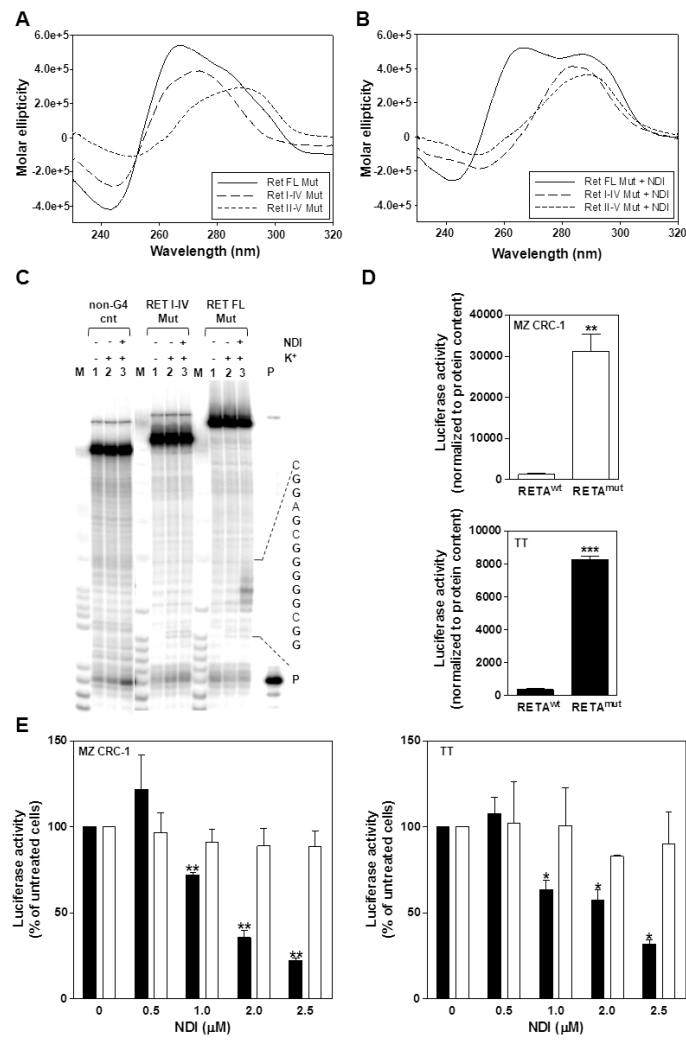 A
Molar ellipticity
6.0e+5
4.0e+5
2.0e+5
0
-2.0e+5
-4.0e+5
Ret FL Mut
Ret I-IV Mut
Ret II-V Mut
240 260 280 300 320
Wavelength (nm)
B
Molar ellipticity
6.0e+5
4.0e+5
2.0e+5
0
-2.0e+5
-4.0e+5
Ret FL Mut + NDI
Ret I-IV Mut + NDI
Ret II-V Mut + NDI
240 260 280 300 320
Wavelength (nm)
C
non-G4 cnt
RET I-IV Mut
RET FL Mut
- - + - - + - - + NDI
- + + - + + - + + K+
M 1 2 3 M 1 2 3 M 1 2 3 P
C
G
G
A
G
C
G
G
G
G
G
C
G
G
P
D
Luciferase activity
(normalized to protein content)
40000
30000
20000
10000
0
MZ CRC-1
**
RETAwt RETAmut
Luciferase activity
(normalized to protein content)
10000
8000
6000
4000
2000
0
TT
***
RETAwt RETAmut
E
Luciferase activity
(% of untreated cells)
150
100
50
0
MZ CRC-1
**
**
**
0 0.5 1.0 2.0 2.5
NDI (µM)
Luciferase activity
(% of untreated cells)
150
100
50
0
TT
*
*
*
0 0.5 1.0 2.0 2.5
NDI (µM)